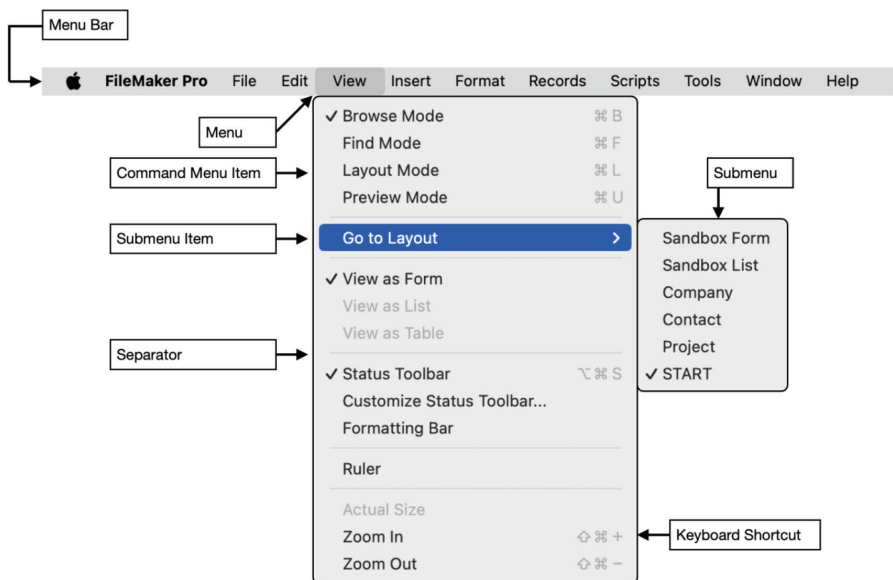 Menu Bar
FileMaker Pro File Edit View Insert Format Records Scripts Tools Window Help
Menu
✓ Browse Mode ⌘ B
Find Mode ⌘ F
Command Menu Item
Layout Mode ⌘ L
Submenu
Preview Mode ⌘ U
Submenu Item
Go to Layout >
Sandbox Form
Sandbox List
✓ View as Form
Company
View as List
Contact
View as Table
Project
Separator
✓ Status Toolbar ⌥ ⌘ S
✓ START
Customize Status Toolbar...
Formatting Bar
Ruler
Actual Size
Zoom In ⇧ ⌘ +
Keyboard Shortcut
Zoom Out ⇧ ⌘ −